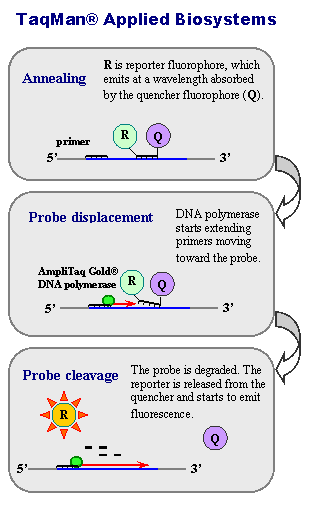 TaqMan® Applied Biosystems
Annealing
R is reporter fluorophore, which
emits at a wavelength absorbed
by the quencher fluorophore (Q).
primer
R
Q
5’
3’
Probe displacement
DNA polymerase
starts extending
primers moving
toward the probe.
AmpliTaq Gold®
DNA polymerase
R
Q
5’
3’
Probe cleavage
The probe is degraded. The
reporter is released from the
quencher and starts to emit
fluorescence.
R
Q
5’
3’